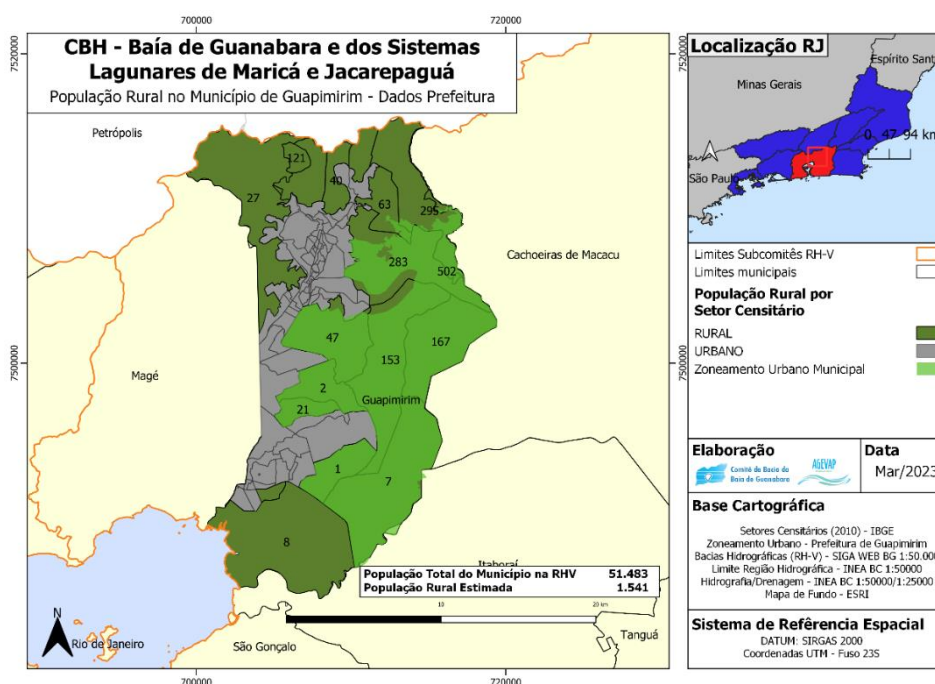 700000
720000
CBH - Baía de Guanabara e dos Sistemas
Lagunares de Maricá e Jacarepaguá
População Rural no Município de Guapimirim - Dados Prefeitura
7520000
7520000
Petrópolis
121
40
27
63
295
Cachoeiras de Macacu
283
502
47
167
7500000
7500000
153
Magé
2
Guapimirim
21
1
7
8
Itaboraí
População Total do Município na RHV 51.483
População Rural Estimada 1.541
10
20 km
N
Rio de Janeiro
São Gonçalo
Tanguá
700000
720000
Localização RJ
Espírito Sant
Minas Gerais
0 47 94 km
São Paulo
Limites Subcomitês RH-V
Limites municipais
População Rural por
Setor Censitário
RURAL
URBANO
Zoneamento Urbano Municipal
Elaboração
Comitê da Bacia da
Baía de Guanabara
AGEVAP
Data
Mar/2023
Base Cartográfica
Setores Censitários (2010) - IBGE
Zoneamento Urbano - Prefeitura de Guapimirim
Bacias Hidrográficas (RH-V) - SIGA WEB BG 1:50.000
Limite Região Hidrográfica - INEA BC 1:50000
Hidrografia/Drenagem - INEA BC 1:50000/1:25000
Mapa de Fundo - ESRI
Sistema de Referência Espacial
DATUM: SIRGAS 2000
Coordenadas UTM - Fuso 23S